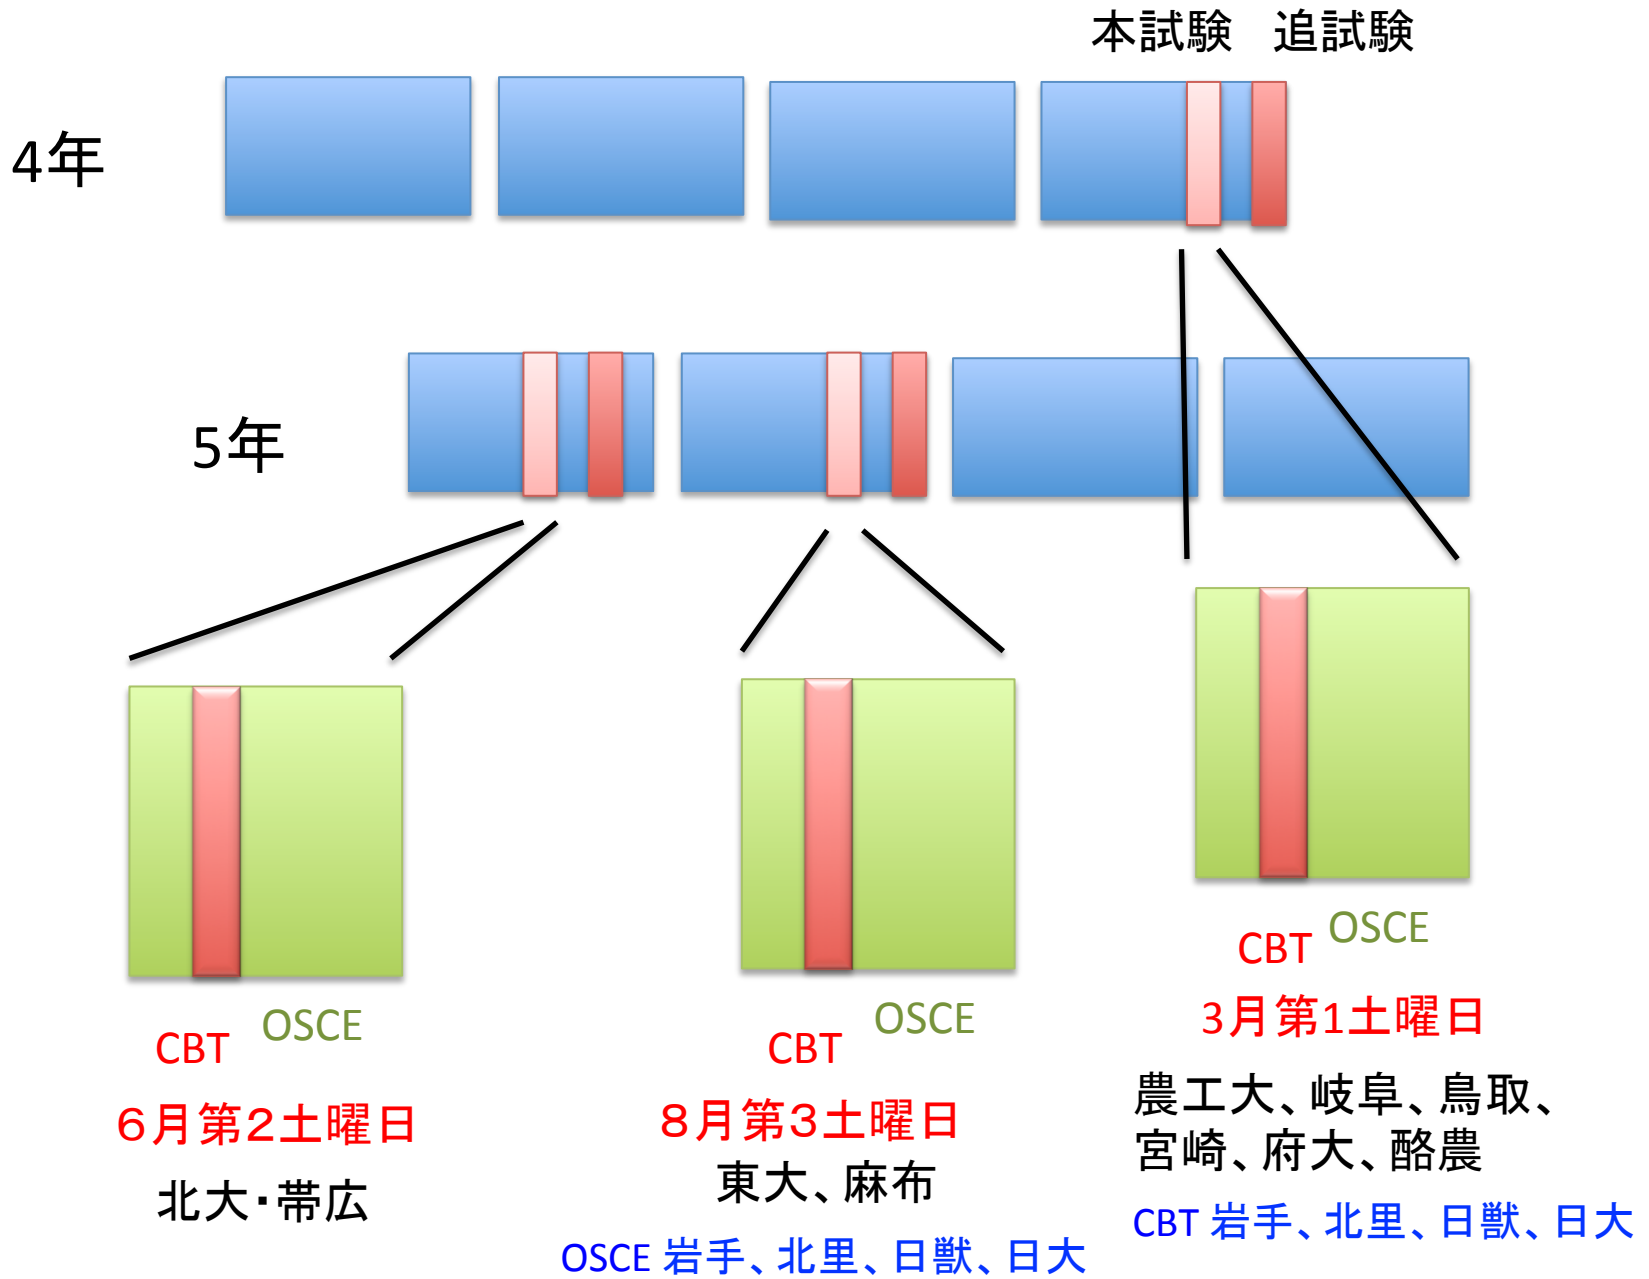 本試験 追試験
4年
5年
CBT OSCE
6月第2土曜日
北大・帯広
CBT OSCE
8月第3土曜日
東大、麻布
OSCE 岩手、北里、日獣、日大
CBT OSCE
3月第1土曜日
農工大、岐阜、鳥取、
宮崎、府大、酪農
CBT 岩手、北里、日獣、日大